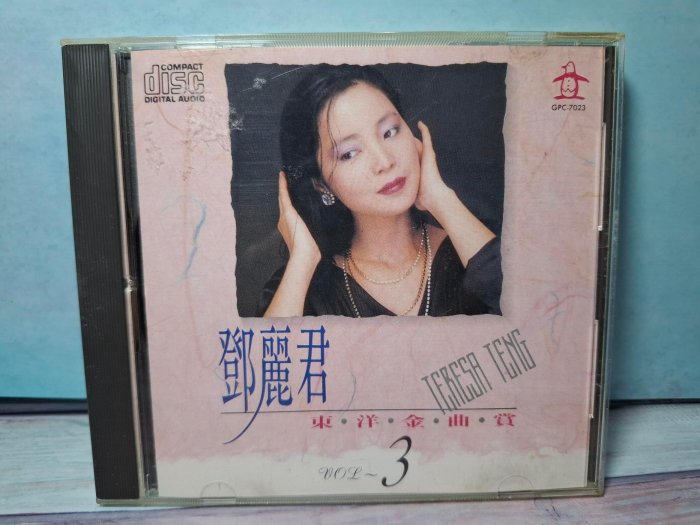 COMPACT
disc
DIGITAL AUDIO
GPC-7023
鄧麗君
TERESA TENG
東·洋·金·曲·賞
VOL~3